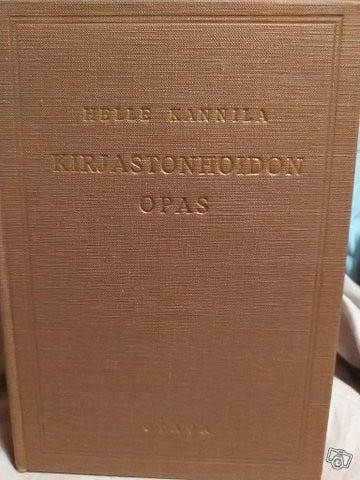 HELLE KANNILA
KIRJASTONHOIDON
OPAS
OTAVA